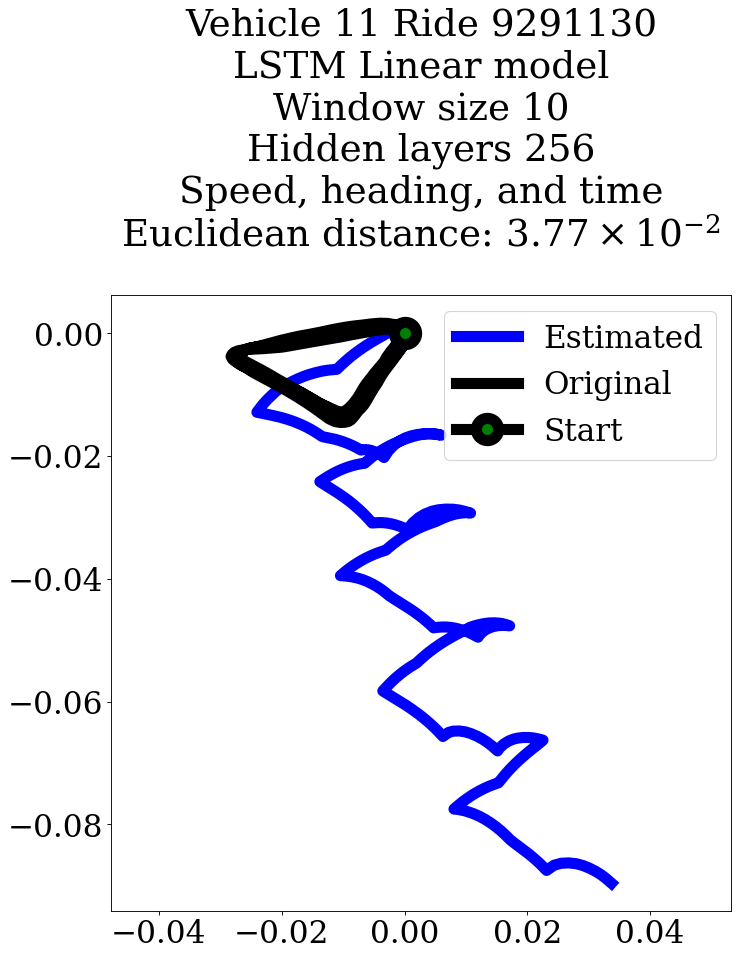 Vehicle 11 Ride 9291130
LSTM Linear model
Window size 10
Hidden layers 256
Speed, heading, and time
Euclidean distance: 3.77 × 10⁻²
Estimated
Original
Start
0.00
−0.02
−0.04
−0.06
−0.08
−0.04
−0.02
0.00
0.02
0.04